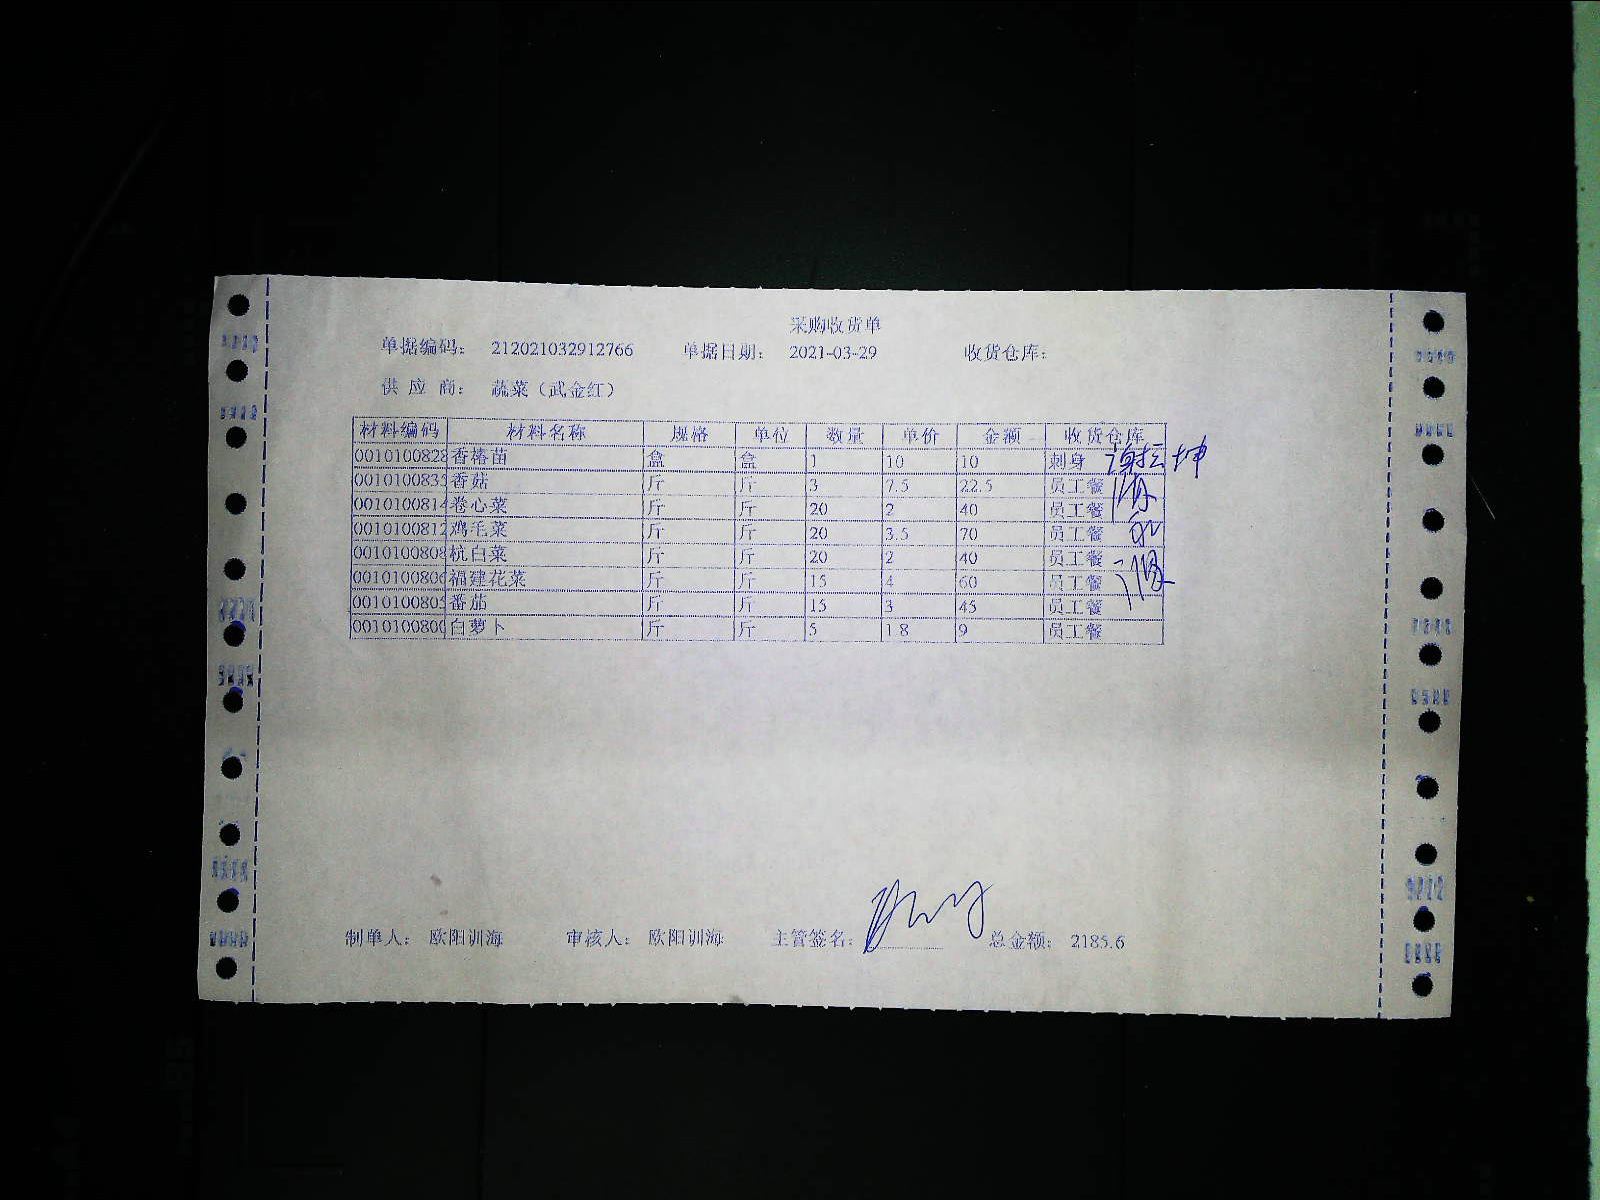 采购收货单
单据编码： 212021032912766 单据日期： 2021-03-29 收货仓库：
供 应 商： 蔬菜（武金红）
材料编码 材料名称 规格 单位 数量 单价 金额 收货仓库
0010100828 香椿苗 盒 盒 1 10 10 刺身
0010100835 香菇 斤 斤 3 7.5 22.5 员工餐
0010100814 卷心菜 斤 斤 20 2 40 员工餐
0010100812 鸡毛菜 斤 斤 20 3.5 70 员工餐
0010100808 杭白菜 斤 斤 20 2 40 员工餐
0010100806 福建花菜 斤 斤 15 4 60 员工餐
0010100805 番茄 斤 斤 15 3 45 员工餐
0010100800 白萝卜 斤 斤 5 1.8 9 员工餐
制单人： 欧阳训海 审核人： 欧阳训海 主管签名： 总金额： 2185.6